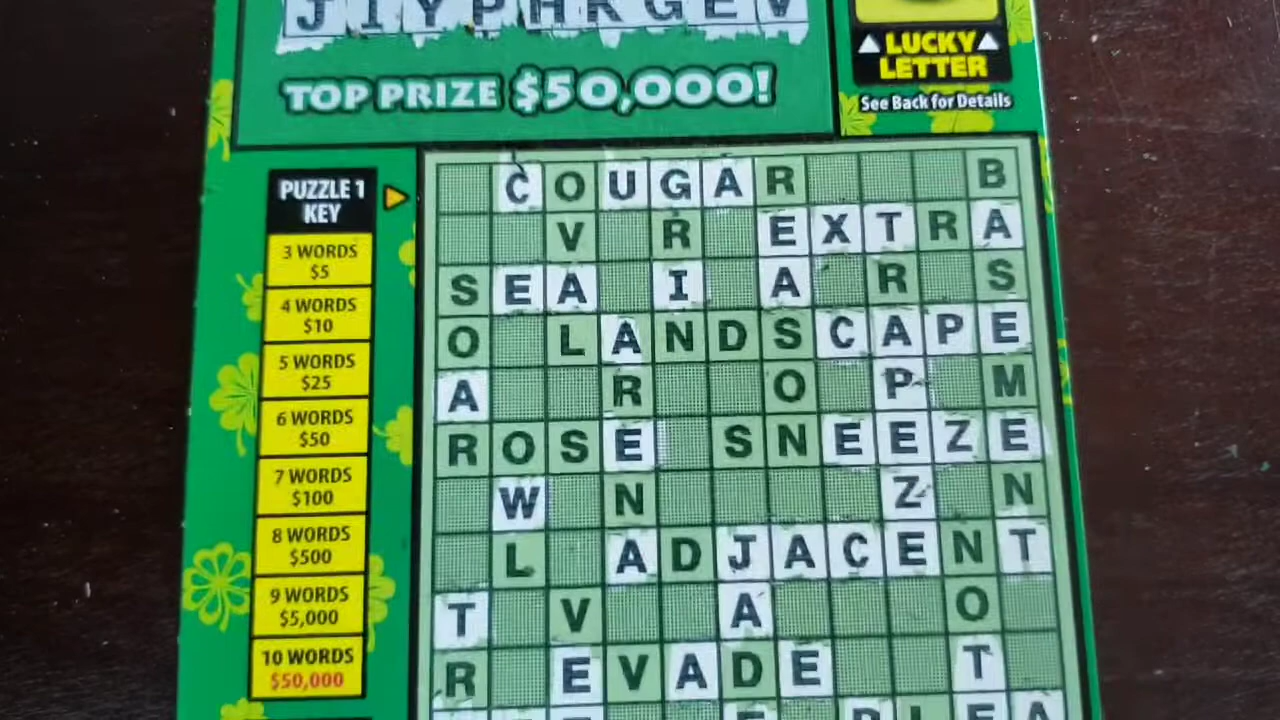 J I Y P H K G E V
TOP PRIZE $50,000!
LUCKY
LETTER
See Back for Details
PUZZLE 1
KEY
3 WORDS
$5
4 WORDS
$10
5 WORDS
$25
6 WORDS
$50
7 WORDS
$100
8 WORDS
$500
9 WORDS
$5,000
10 WORDS
$50,000
C O U G A R B
V R E X T R A
S E A I A R S
O L A N D S C A P E
A R O P M
R O S E S N E E Z E
W N Z N
L A D J A C E N T
T V A O
R E V A D E T